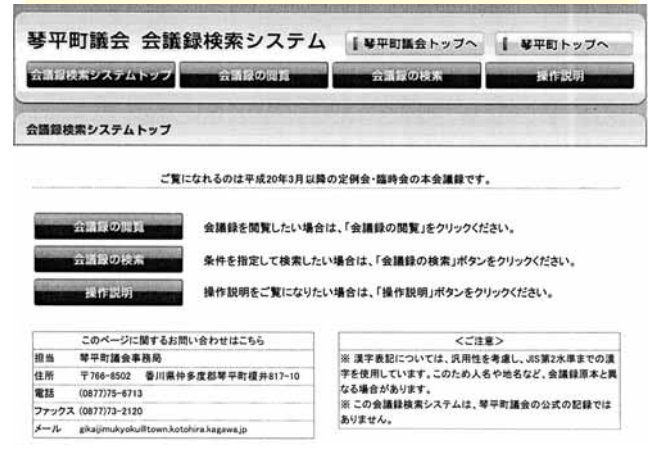 琴平町議会 会議録検索システム
琴平町議会トップへ
琴平町トップへ
会議録検索システムトップ
会議録の閲覧
会議録の検索
操作説明
会議録検索システムトップ
ご覧になれるのは平成20年3月以降の定例会・臨時会の本会議録です。
会議録の閲覧
会議録を閲覧したい場合は、「会議録の閲覧」をクリックください。
会議録の検索
条件を指定して検索したい場合は、「会議録の検索」ボタンをクリックください。
操作説明
操作説明をご覧になりたい場合は、「操作説明」ボタンをクリックください。
このページに関するお問い合わせはこちら
担当 琴平町議会事務局
住所 〒766-8502 香川県仲多度郡琴平町榎井817-10
電話 (0877)75-6713
ファックス (0877)73-2120
メール gikaijimukyoku@town.kotohira.kagawa.jp
<ご注意>
※ 漢字表記については、汎用性を考慮し、JIS第2水準までの漢
字を使用しています。このため人名や地名など、会議録原本と異
なる場合があります。
※ この会議録検索システムは、琴平町議会の公式の記録では
ありません。